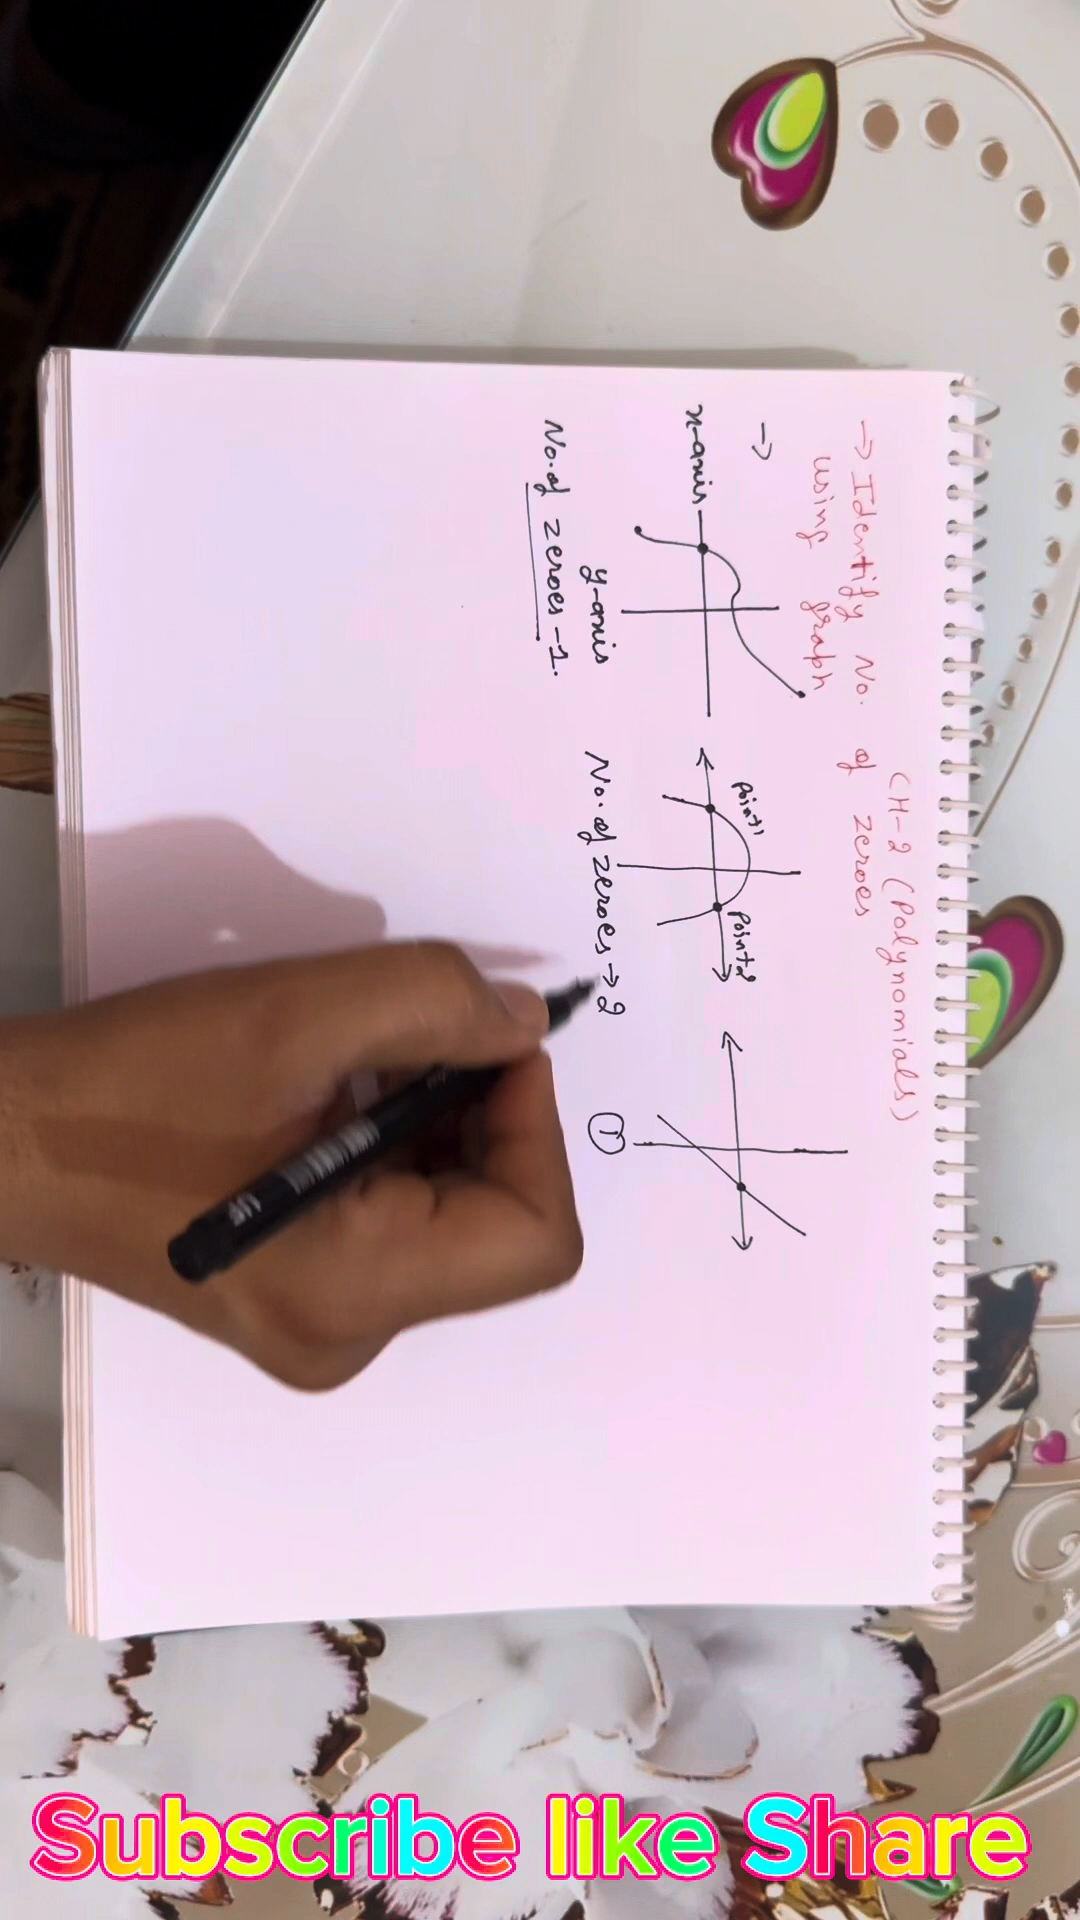 CH-2 (Polynomials)
→ Identify No. of zeroes
using graph
→
x-axis
y-axis
No. of zeroes -1.
Point1
Point2
No. of zeroes → 2
①
Subscribe like Share